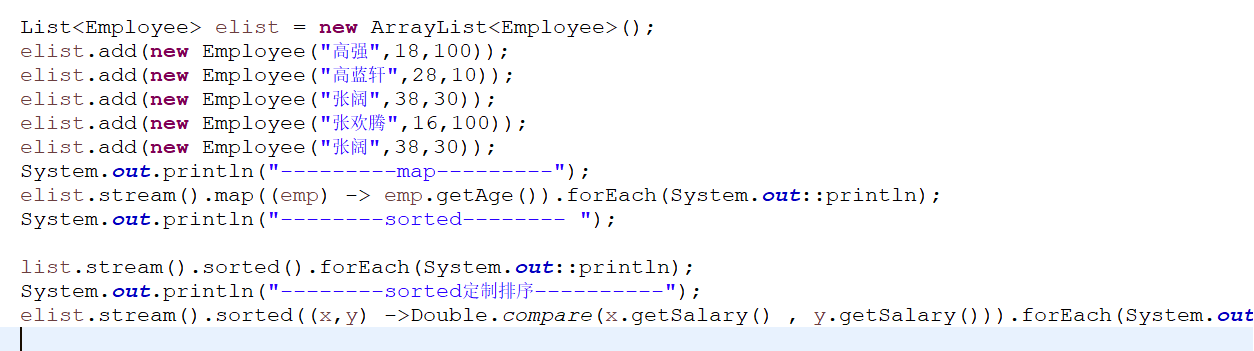 List<Employee> elist = new ArrayList<Employee>();
elist.add(new Employee("高强",18,100));
elist.add(new Employee("高蓝轩",28,10));
elist.add(new Employee("张阔",38,30));
elist.add(new Employee("张欢腾",16,100));
elist.add(new Employee("张阔",38,30));
System.out.println("---------map---------");
elist.stream().map((emp) -> emp.getAge()).forEach(System.out::println);
System.out.println("--------sorted-------- ");
list.stream().sorted().forEach(System.out::println);
System.out.println("--------sorted定制排序----------");
elist.stream().sorted((x,y) ->Double.compare(x.getSalary() , y.getSalary())).forEach(System.out